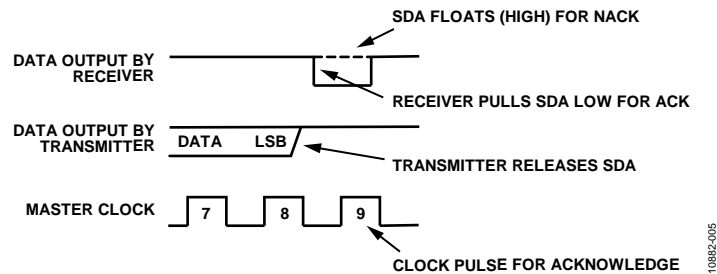 SDA FLOATS (HIGH) FOR NACK
DATA OUTPUT BY
RECEIVER
RECEIVER PULLS SDA LOW FOR ACK
DATA OUTPUT BY
TRANSMITTER
DATA LSB
TRANSMITTER RELEASES SDA
MASTER CLOCK
7 8 9
CLOCK PULSE FOR ACKNOWLEDGE
10882-005